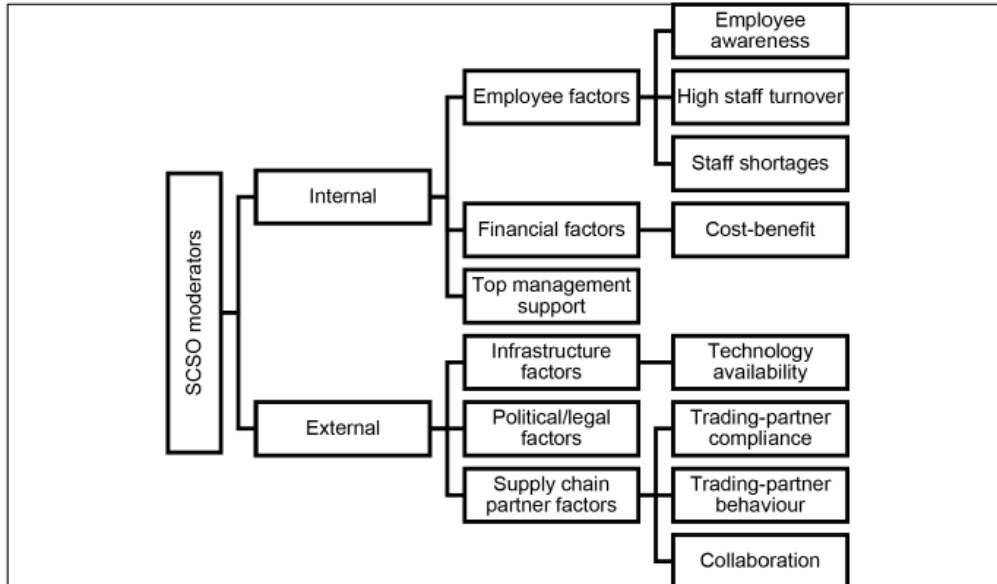 Employee
awareness
Employee factors
High staff turnover
Staff shortages
Internal
Financial factors
Cost-benefit
Top management
support
SCSO moderators
Infrastructure
factors
Technology
availability
External
Political/legal
factors
Trading-partner
compliance
Supply chain
partner factors
Trading-partner
behaviour
Collaboration